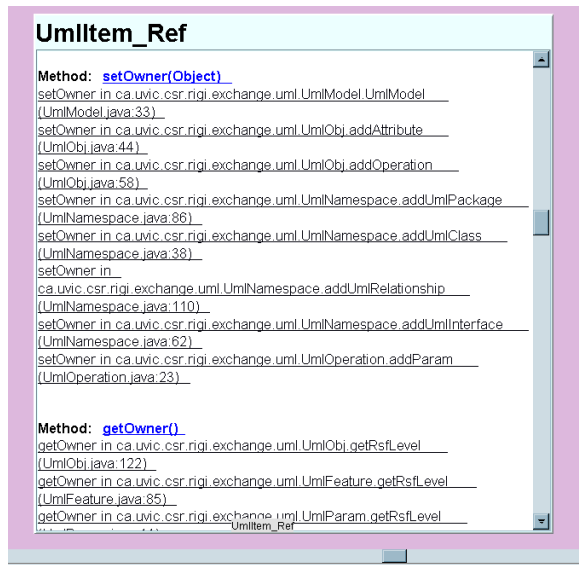 UmlItem_Ref
Method: setOwner(Object)
setOwner in ca.uvic.csr.rigi.exchange.uml.UmlModel.UmlModel
(UmlModel.java:33)
setOwner in ca.uvic.csr.rigi.exchange.uml.UmlObj.addAttribute
(UmlObj.java:44)
setOwner in ca.uvic.csr.rigi.exchange.uml.UmlObj.addOperation
(UmlObj.java:58)
setOwner in ca.uvic.csr.rigi.exchange.uml.UmlNamespace.addUmlPackage
(UmlNamespace.java:86)
setOwner in ca.uvic.csr.rigi.exchange.uml.UmlNamespace.addUmlClass
(UmlNamespace.java:38)
setOwner in
ca.uvic.csr.rigi.exchange.uml.UmlNamespace.addUmlRelationship
(UmlNamespace.java:110)
setOwner in ca.uvic.csr.rigi.exchange.uml.UmlNamespace.addUmlInterface
(UmlNamespace.java:62)
setOwner in ca.uvic.csr.rigi.exchange.uml.UmlOperation.addParam
(UmlOperation.java:23)
Method: getOwner()
getOwner in ca.uvic.csr.rigi.exchange.uml.UmlObj.getRsfLevel
(UmlObj.java:122)
getOwner in ca.uvic.csr.rigi.exchange.uml.UmlFeature.getRsfLevel
(UmlFeature.java:85)
getOwner in ca.uvic.csr.rigi.exchange.uml.UmlParam.getRsfLevel
UmlItem_Ref